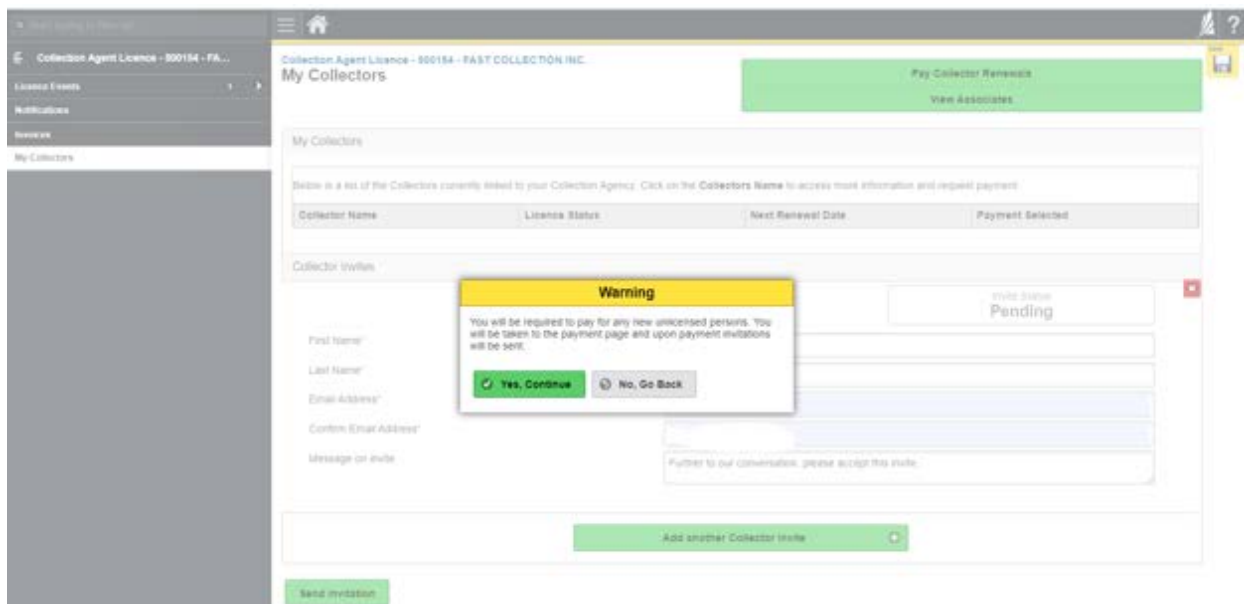 Collection Agent Licence - 800184 - FA...
Licence Events 1
Notifications
Invoices
My Collectors
?
Collection Agent Licence - 800184 - FAST COLLECTION INC.
My Collectors
Pay Collector Renewals
View Associates
My Collectors
Below is a list of the Collectors currently linked to your Collection Agency. Click on the Collectors Name to access more information and request payment
Collector Name Licence Status Next Renewal Date Payment Selected
Collector Invites
Invite Status
Pending
First Name*
Last Name*
Email Address*
Confirm Email Address*
Message on invite
Further to our conversation, please accept this invite.
Add another Collector Invite
Send invitation
Warning
You will be required to pay for any new unlicensed persons. You
will be taken to the payment page and upon payment invitations
will be sent.
Yes, Continue
No, Go Back